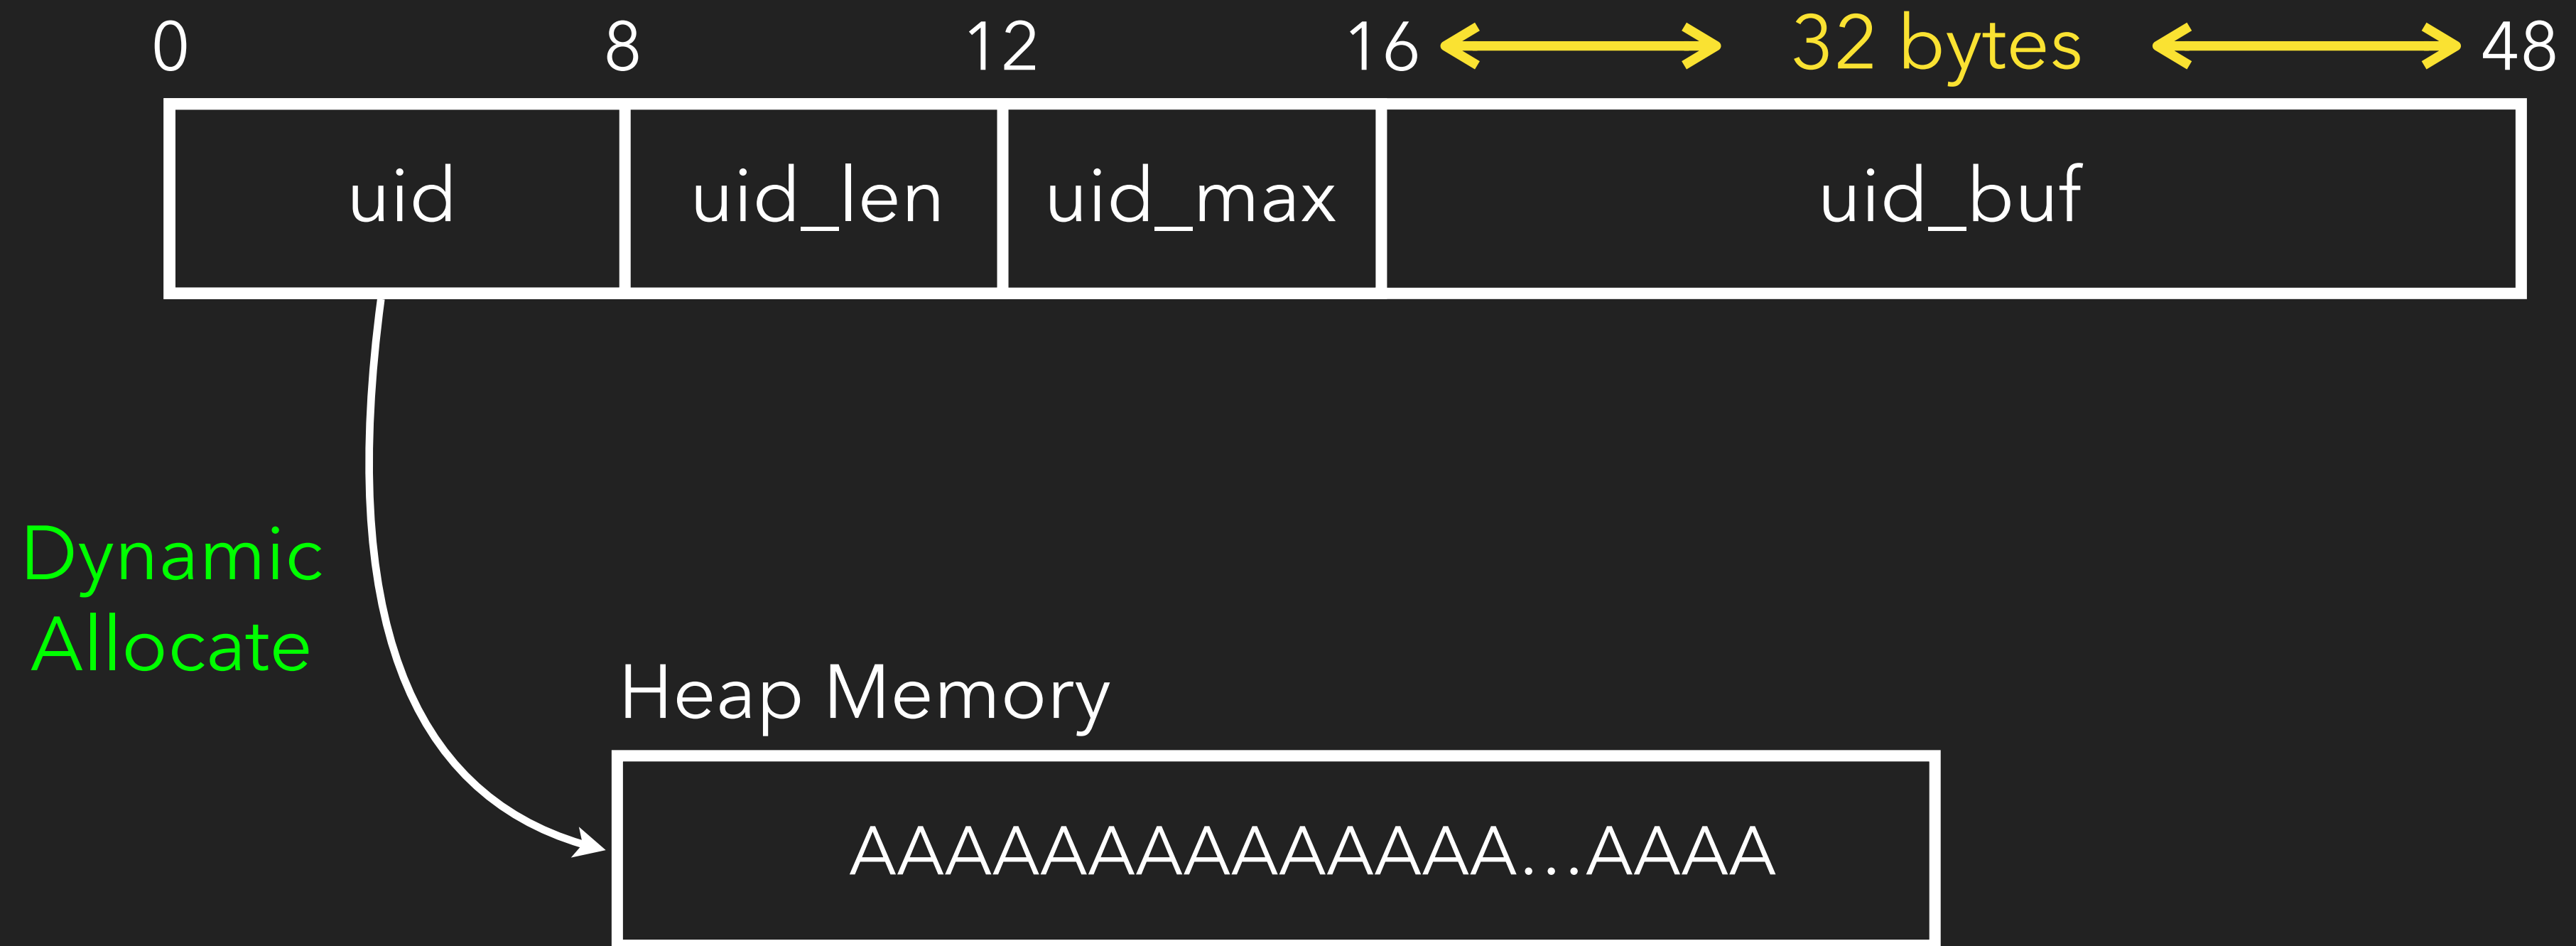 0 8 12 16 32 bytes 48
uid uid_len uid_max uid_buf
Dynamic
Allocate
Heap Memory
AAAAAAAAAAAAAA...AAAA